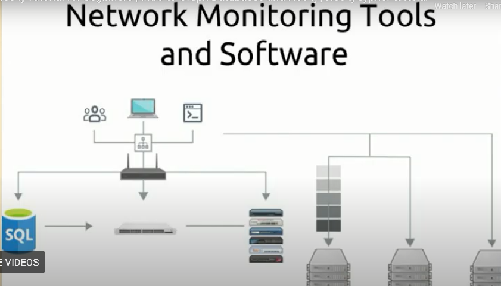 Network Monitoring Tools
and Software
SQL
VIDEOS